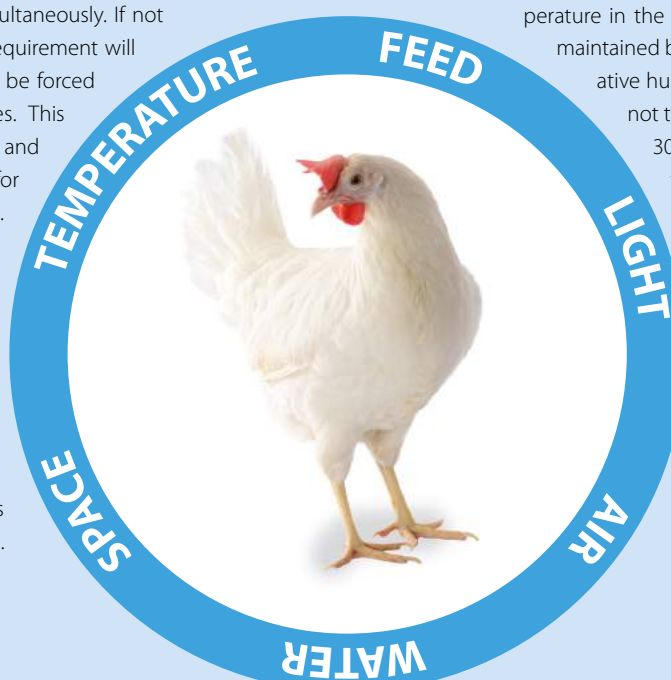 ultaneously. If not
equirement will
be forced
es. This
and
for
.
s
.
perature in the
maintained b
ative hu
not t
30
TEMPERATURE
FEED
LIGHT
AIR
WATER
SPACE